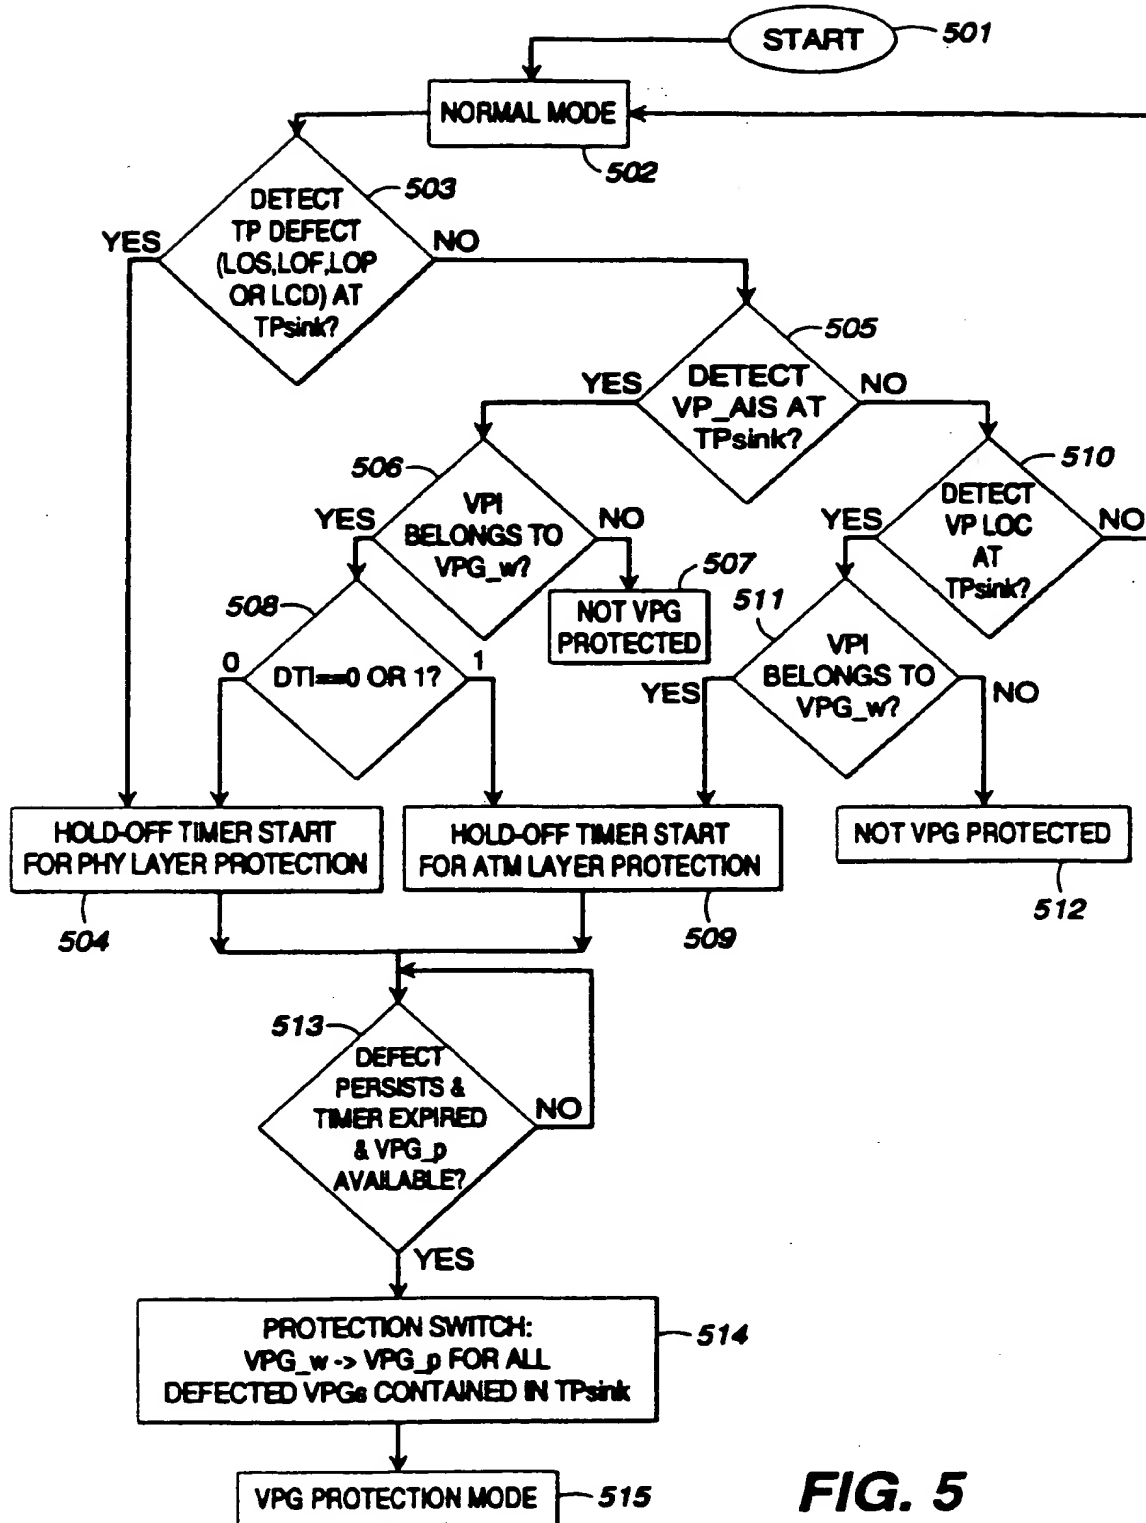 START
501
NORMAL MODE
502
503
DETECT
TP DEFECT
(LOS,LOF,LOP
OR LCD) AT
TPsink?
YES
NO
505
DETECT
VP_AIS AT
TPsink?
YES
NO
506
VPI
BELONGS TO
VPG_w?
YES
NO
510
DETECT
VP LOC
AT
TPsink?
YES
NO
507
NOT VPG
PROTECTED
508
DTI==0 OR 1?
0
1
511
VPI
BELONGS TO
VPG_w?
YES
NO
HOLD-OFF TIMER START
FOR PHY LAYER PROTECTION
504
HOLD-OFF TIMER START
FOR ATM LAYER PROTECTION
509
NOT VPG PROTECTED
512
513
DEFECT
PERSISTS &
TIMER EXPIRED
& VPG_p
AVAILABLE?
NO
YES
PROTECTION SWITCH:
VPG_w -> VPG_p FOR ALL
DEFECTED VPGs CONTAINED IN TPsink
514
VPG PROTECTION MODE
515
FIG. 5